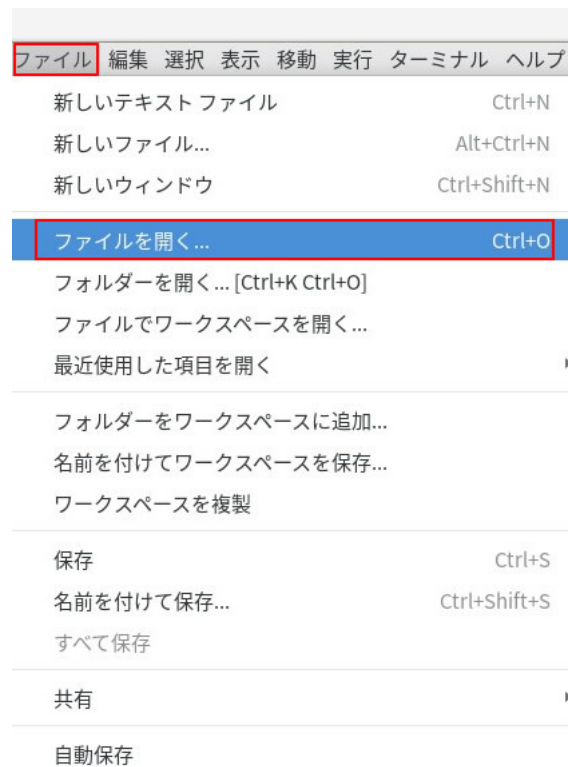 ファイル 編集 選択 表示 移動 実行 ターミナル ヘルプ
新しいテキスト ファイル Ctrl+N
新しいファイル... Alt+Ctrl+N
新しいウィンドウ Ctrl+Shift+N
ファイルを開く... Ctrl+O
フォルダーを開く... [Ctrl+K Ctrl+O]
ファイルでワークスペースを開く...
最近使用した項目を開く
フォルダーをワークスペースに追加...
名前を付けてワークスペースを保存...
ワークスペースを複製
保存 Ctrl+S
名前を付けて保存... Ctrl+Shift+S
すべて保存
共有
自動保存